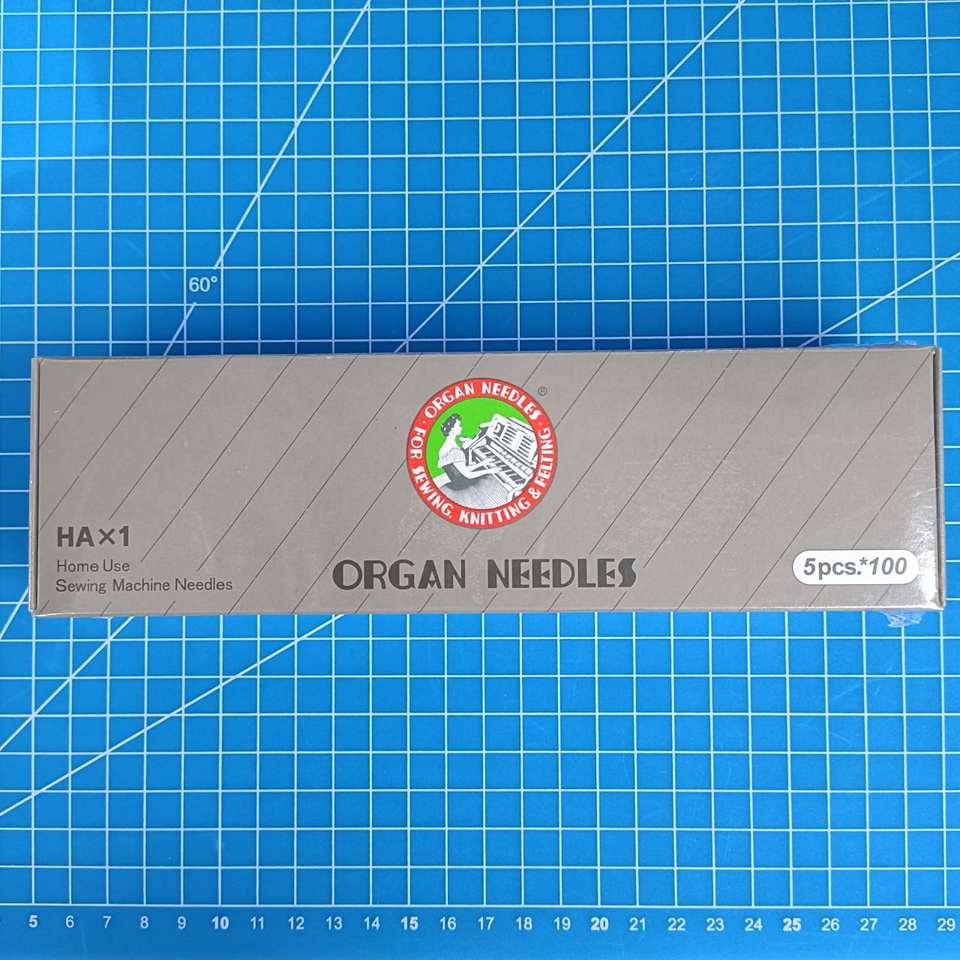 60°
ORGAN NEEDLES
®
FOR SEWING, KNITTING & FELTING
HA×1
Home Use
Sewing Machine Needles
ORGAN NEEDLES
5pcs.*100
5 6 7 8 9 10 11 12 13 14 15 16 17 18 19 20 21 22 23 24 25 26 27 28 29